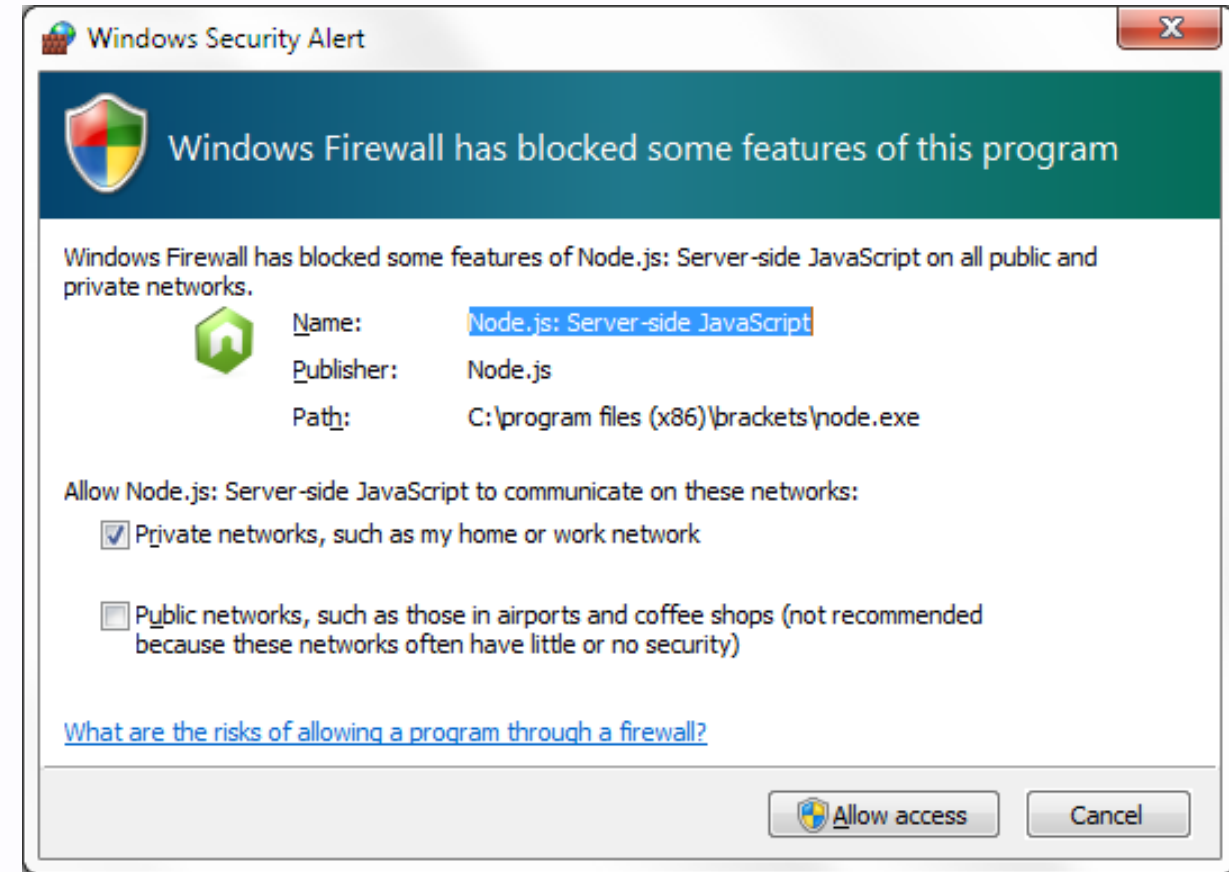 Windows Security Alert
Windows Firewall has blocked some features of this program
Windows Firewall has blocked some features of Node.js: Server-side JavaScript on all public and
private networks.
Name: Node.js: Server-side JavaScript
Publisher: Node.js
Path: C:\program files (x86)\brackets\node.exe
Allow Node.js: Server-side JavaScript to communicate on these networks:
Private networks, such as my home or work network
Public networks, such as those in airports and coffee shops (not recommended
because these networks often have little or no security)
What are the risks of allowing a program through a firewall?
Allow access Cancel